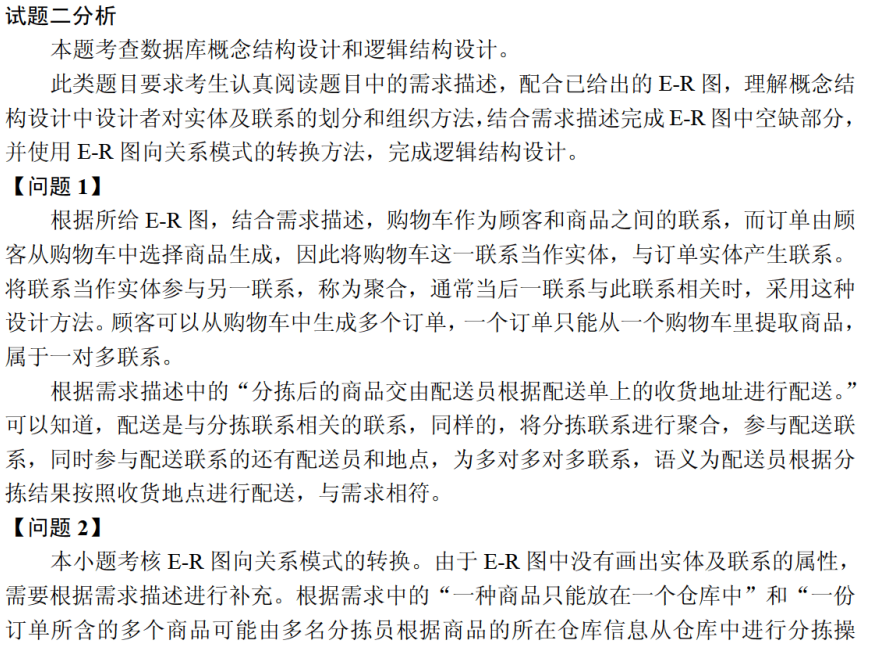 试题二分析
本题考查数据库概念结构设计和逻辑结构设计。
此类题目要求考生认真阅读题目中的需求描述，配合已给出的 E-R 图，理解概念结
构设计中设计者对实体及联系的划分和组织方法，结合需求描述完成 E-R 图中空缺部分，
并使用 E-R 图向关系模式的转换方法，完成逻辑结构设计。
【问题 1】
根据所给 E-R 图，结合需求描述，购物车作为顾客和商品之间的联系，而订单由顾
客从购物车中选择商品生成，因此将购物车这一联系当作实体，与订单实体产生联系。
将联系当作实体参与另一联系，称为聚合，通常当后一联系与此联系相关时，采用这种
设计方法。顾客可以从购物车中生成多个订单，一个订单只能从一个购物车里提取商品，
属于一对多联系。
根据需求描述中的“分拣后的商品交由配送员根据配送单上的收货地址进行配送。”
可以知道，配送是与分拣联系相关的联系，同样的，将分拣联系进行聚合，参与配送联
系，同时参与配送联系的还有配送员和地点，为多对多对多联系，语义为配送员根据分
拣结果按照收货地点进行配送，与需求相符。
【问题 2】
本小题考核 E-R 图向关系模式的转换。由于 E-R 图中没有画出实体及联系的属性，
需要根据需求描述进行补充。根据需求中的“一种商品只能放在一个仓库中”和“一份
订单所含的多个商品可能由多名分拣员根据商品的所在仓库信息从仓库中进行分拣操